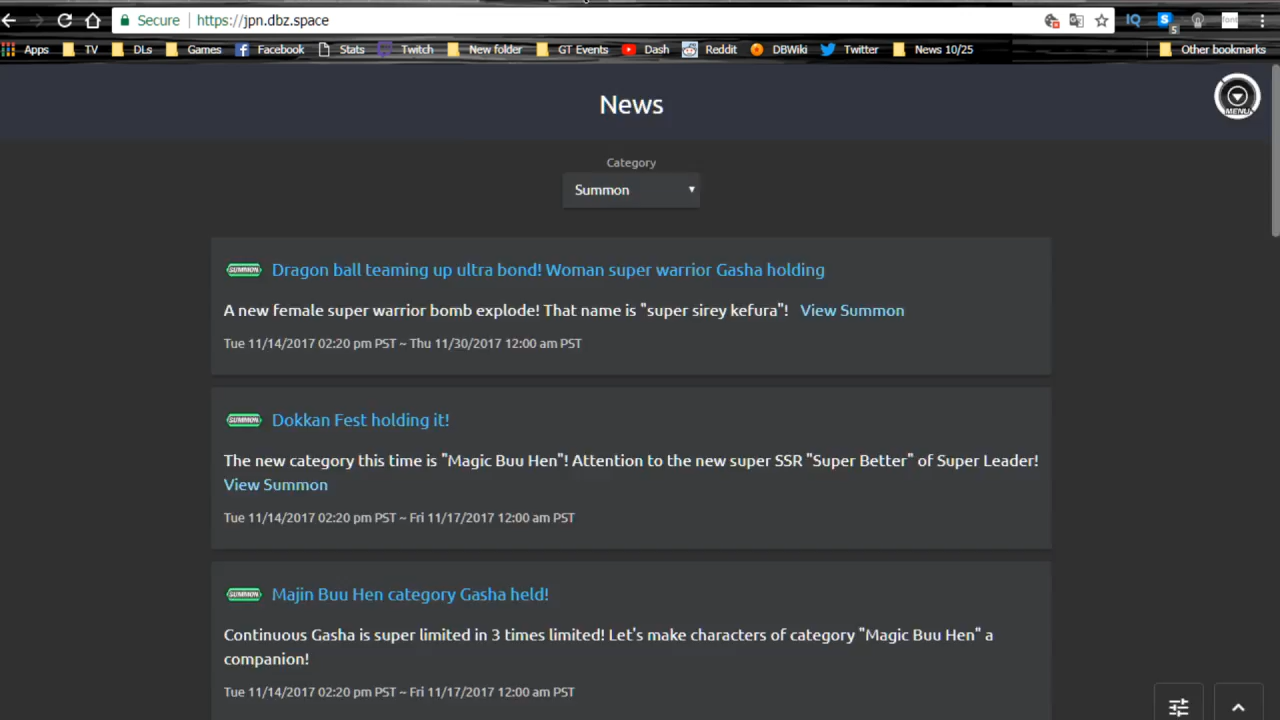 Secure https://jpn.dbz.space
5
Apps TV DLs Games Facebook Stats Twitch New folder GT Events Dash Reddit DBWiki Twitter News 10/25 Other bookmarks
News
MENU
Category
Summon
SUMMON Dragon ball teaming up ultra bond! Woman super warrior Gasha holding
A new female super warrior bomb explode! That name is "super sirey kefura"! View Summon
Tue 11/14/2017 02:20 pm PST ~ Thu 11/30/2017 12:00 am PST
SUMMON Dokkan Fest holding it!
The new category this time is "Magic Buu Hen"! Attention to the new super SSR "Super Better" of Super Leader!
View Summon
Tue 11/14/2017 02:20 pm PST ~ Fri 11/17/2017 12:00 am PST
SUMMON Majin Buu Hen category Gasha held!
Continuous Gasha is super limited in 3 times limited! Let's make characters of category "Magic Buu Hen" a
companion!
Tue 11/14/2017 02:20 pm PST ~ Fri 11/17/2017 12:00 am PST